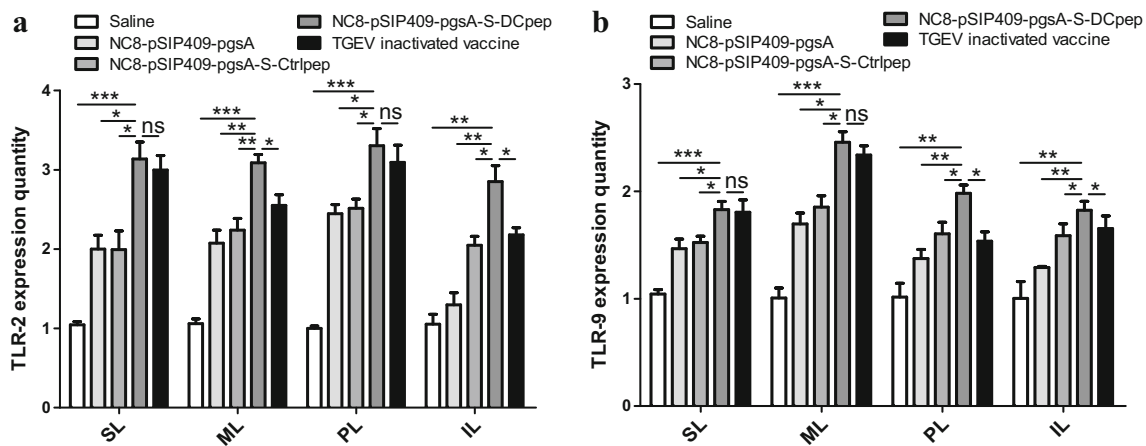 a
Saline
NC8-pSIP409-pgsA
NC8-pSIP409-pgsA-S-Ctrlpep
NC8-pSIP409-pgsA-S-DCpep
TGEV inactivated vaccine
TLR-2 expression quantity
4
3
2
1
0
***
*
*
ns
***
**
**
*
***
*
*
ns
**
**
*
*
SL
ML
PL
IL
b
Saline
NC8-pSIP409-pgsA
NC8-pSIP409-pgsA-S-Ctrlpep
NC8-pSIP409-pgsA-S-DCpep
TGEV inactivated vaccine
TLR-9 expression quantity
3
2
1
0
***
*
*
ns
***
*
*
ns
**
**
*
*
**
**
*
*
SL
ML
PL
IL